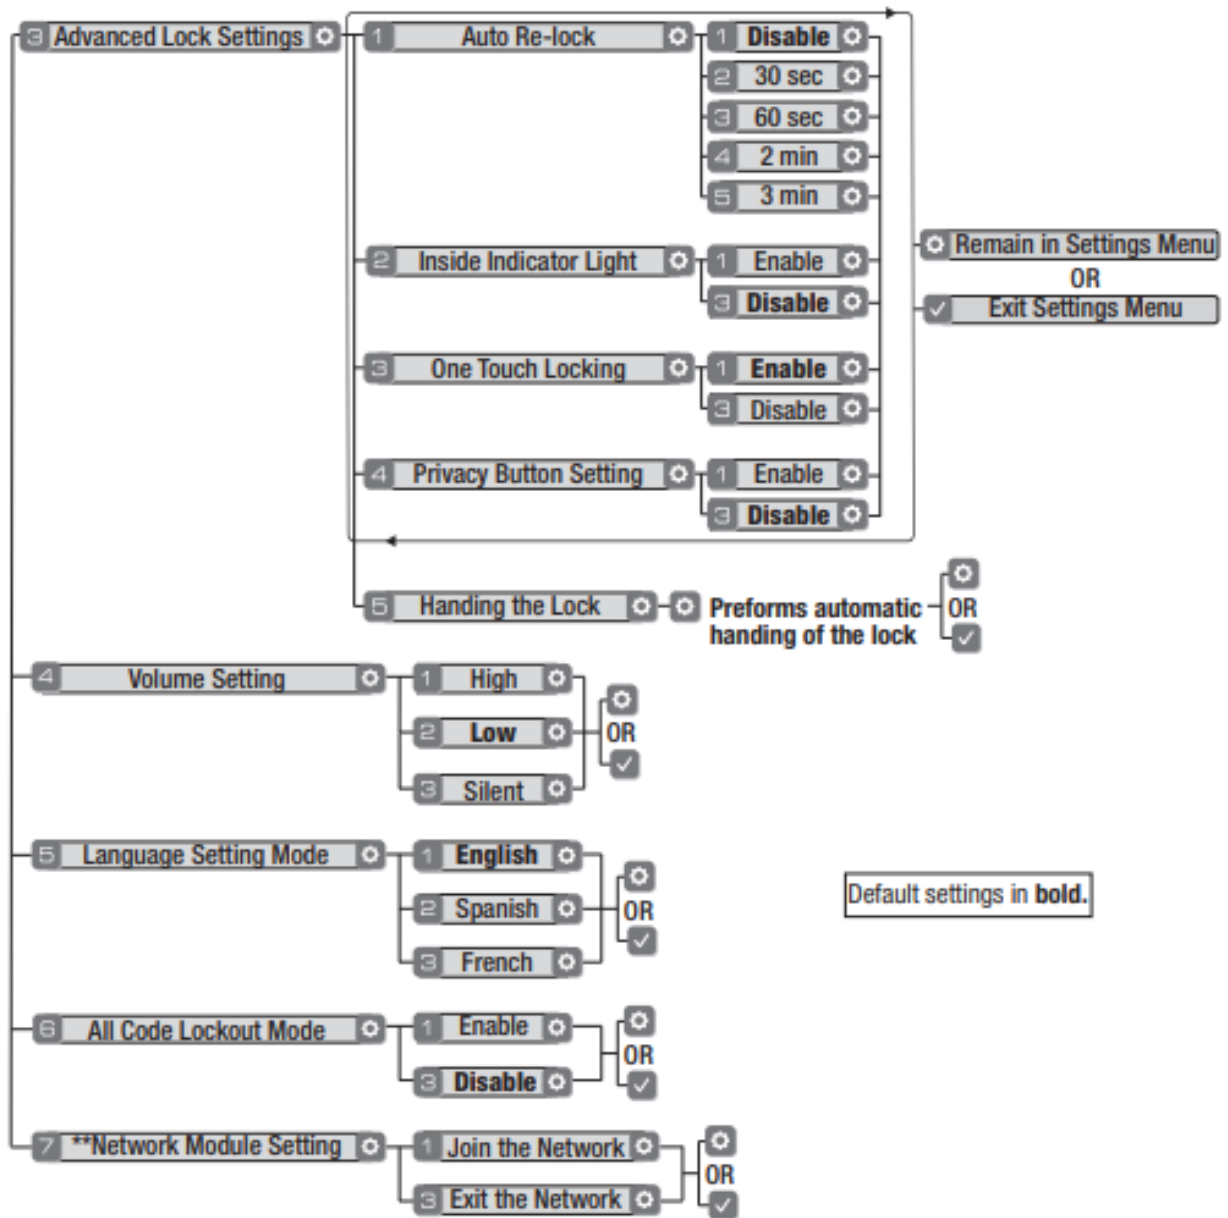 3 Advanced Lock Settings
1 Auto Re-lock
1 Disable
2 30 sec
3 60 sec
4 2 min
5 3 min
2 Inside Indicator Light
1 Enable
3 Disable
3 One Touch Locking
1 Enable
3 Disable
4 Privacy Button Setting
1 Enable
3 Disable
Remain in Settings Menu
OR
Exit Settings Menu
5 Handing the Lock
Preforms automatic
handing of the lock
OR
4 Volume Setting
1 High
2 Low
3 Silent
OR
5 Language Setting Mode
1 English
2 Spanish
3 French
OR
Default settings in bold.
6 All Code Lockout Mode
1 Enable
3 Disable
OR
7 **Network Module Setting
1 Join the Network
3 Exit the Network
OR